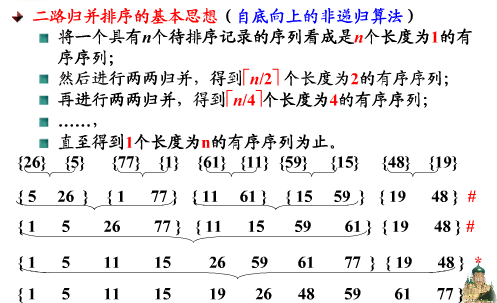 二路归并排序的基本思想（自底向上的非递归算法）
将一个具有n个待排序记录的序列看成是n个长度为1的有
序序列；
然后进行两两归并，得到⌈n/2⌉个长度为2的有序序列；
再进行两两归并，得到⌈n/4⌉个长度为4的有序序列；
……，
直至得到1个长度为n的有序序列为止。
{26} {5} {77} {1} {61} {11} {59} {15} {48} {19}
{ 5 26 } { 1 77 } { 11 61 } { 15 59 } { 19 48 } #
{ 1 5 26 77 } { 11 15 59 61 } { 19 48 } #
{ 1 5 11 15 26 59 61 77 } { 19 48 } *
{ 1 5 11 15 19 26 48 59 61 77 }